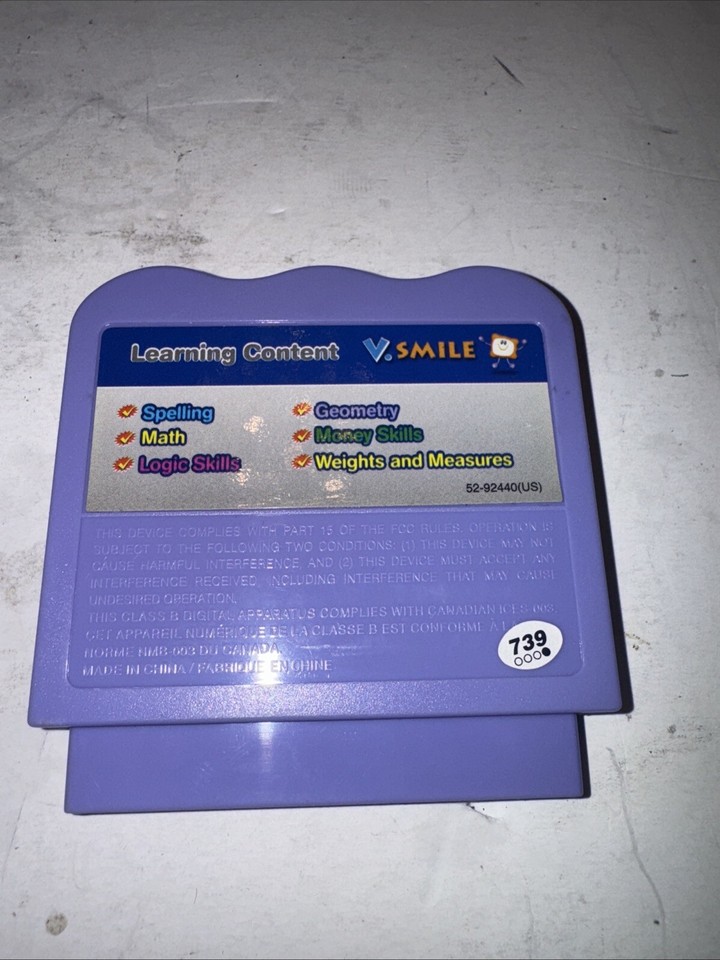 Learning Content V.SMILE
Spelling Geometry
Math Money Skills
Logic Skills Weights and Measures
52-92440(US)
THIS DEVICE COMPLIES WITH PART 15 OF THE FCC RULES. OPERATION IS
SUBJECT TO THE FOLLOWING TWO CONDITIONS: (1) THIS DEVICE MAY NOT
CAUSE HARMFUL INTERFERENCE, AND (2) THIS DEVICE MUST ACCEPT ANY
INTERFERENCE RECEIVED, INCLUDING INTERFERENCE THAT MAY CAUSE
UNDESIRED OPERATION.
THIS CLASS B DIGITAL APPARATUS COMPLIES WITH CANADIAN ICES-003.
CET APPAREIL NUMÉRIQUE DE LA CLASSE B EST CONFORME À LA
NORME NMB-003 DU CANADA.
MADE IN CHINA / FABRIQUÉ EN CHINE
739